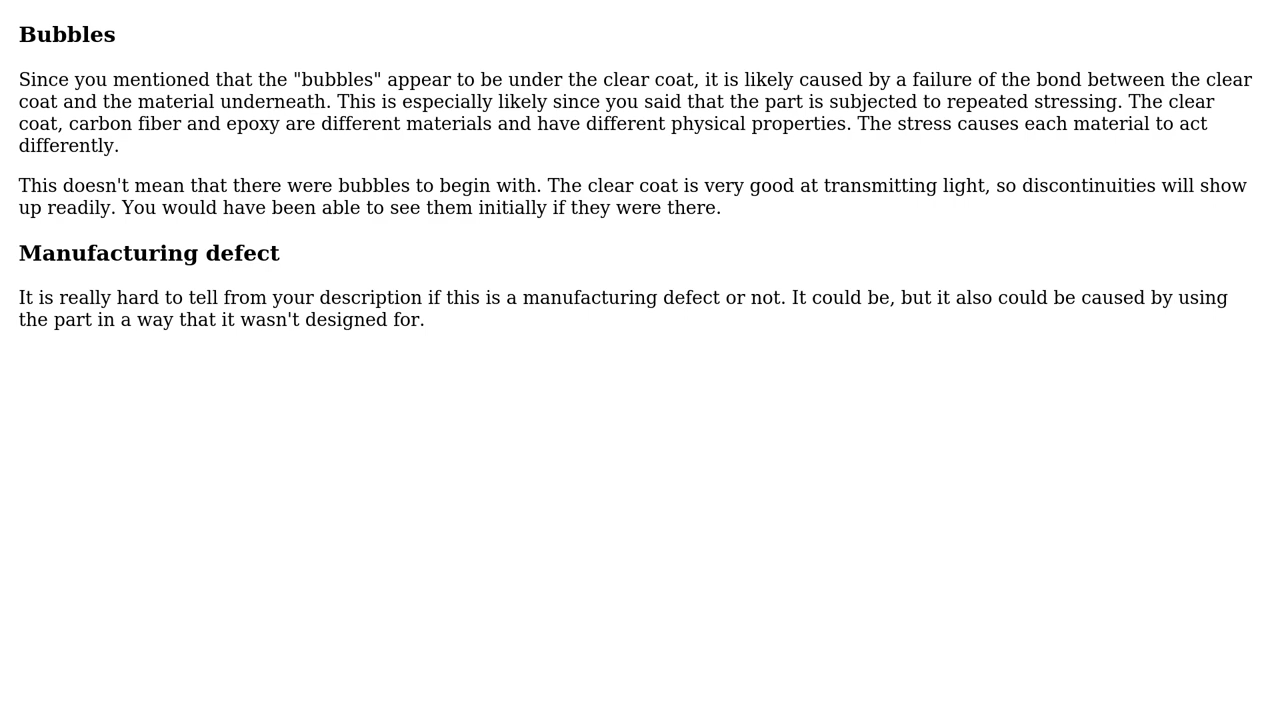 Bubbles
Since you mentioned that the "bubbles" appear to be under the clear coat, it is likely caused by a failure of the bond between the clear
coat and the material underneath. This is especially likely since you said that the part is subjected to repeated stressing. The clear
coat, carbon fiber and epoxy are different materials and have different physical properties. The stress causes each material to act
differently.
This doesn't mean that there were bubbles to begin with. The clear coat is very good at transmitting light, so discontinuities will show
up readily. You would have been able to see them initially if they were there.
Manufacturing defect
It is really hard to tell from your description if this is a manufacturing defect or not. It could be, but it also could be caused by using
the part in a way that it wasn't designed for.